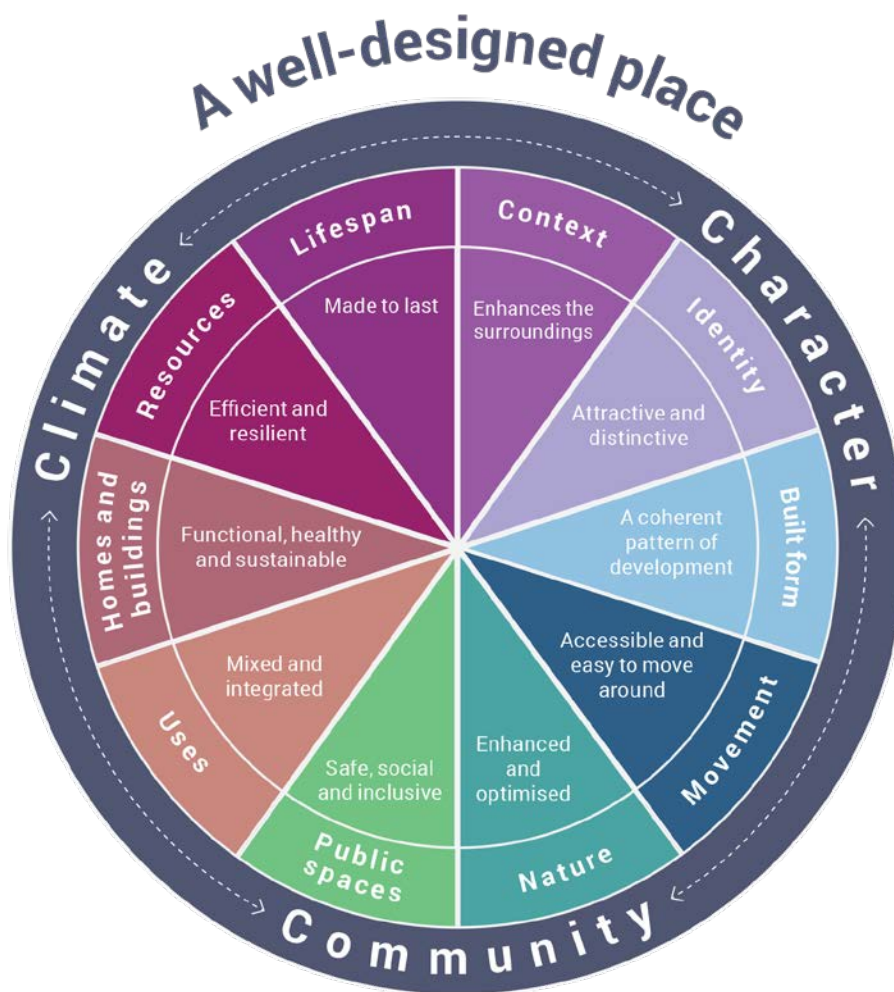 A well-designed place
Climate
Character
Community
Context
Enhances the
surroundings
Identity
Attractive and
distinctive
Built form
A coherent
pattern of
development
Movement
Accessible and
easy to move
around
Nature
Enhanced
and
optimised
Public
spaces
Safe, social
and inclusive
Uses
Mixed and
integrated
Homes and
buildings
Functional, healthy
and sustainable
Resources
Efficient and
resilient
Lifespan
Made to last